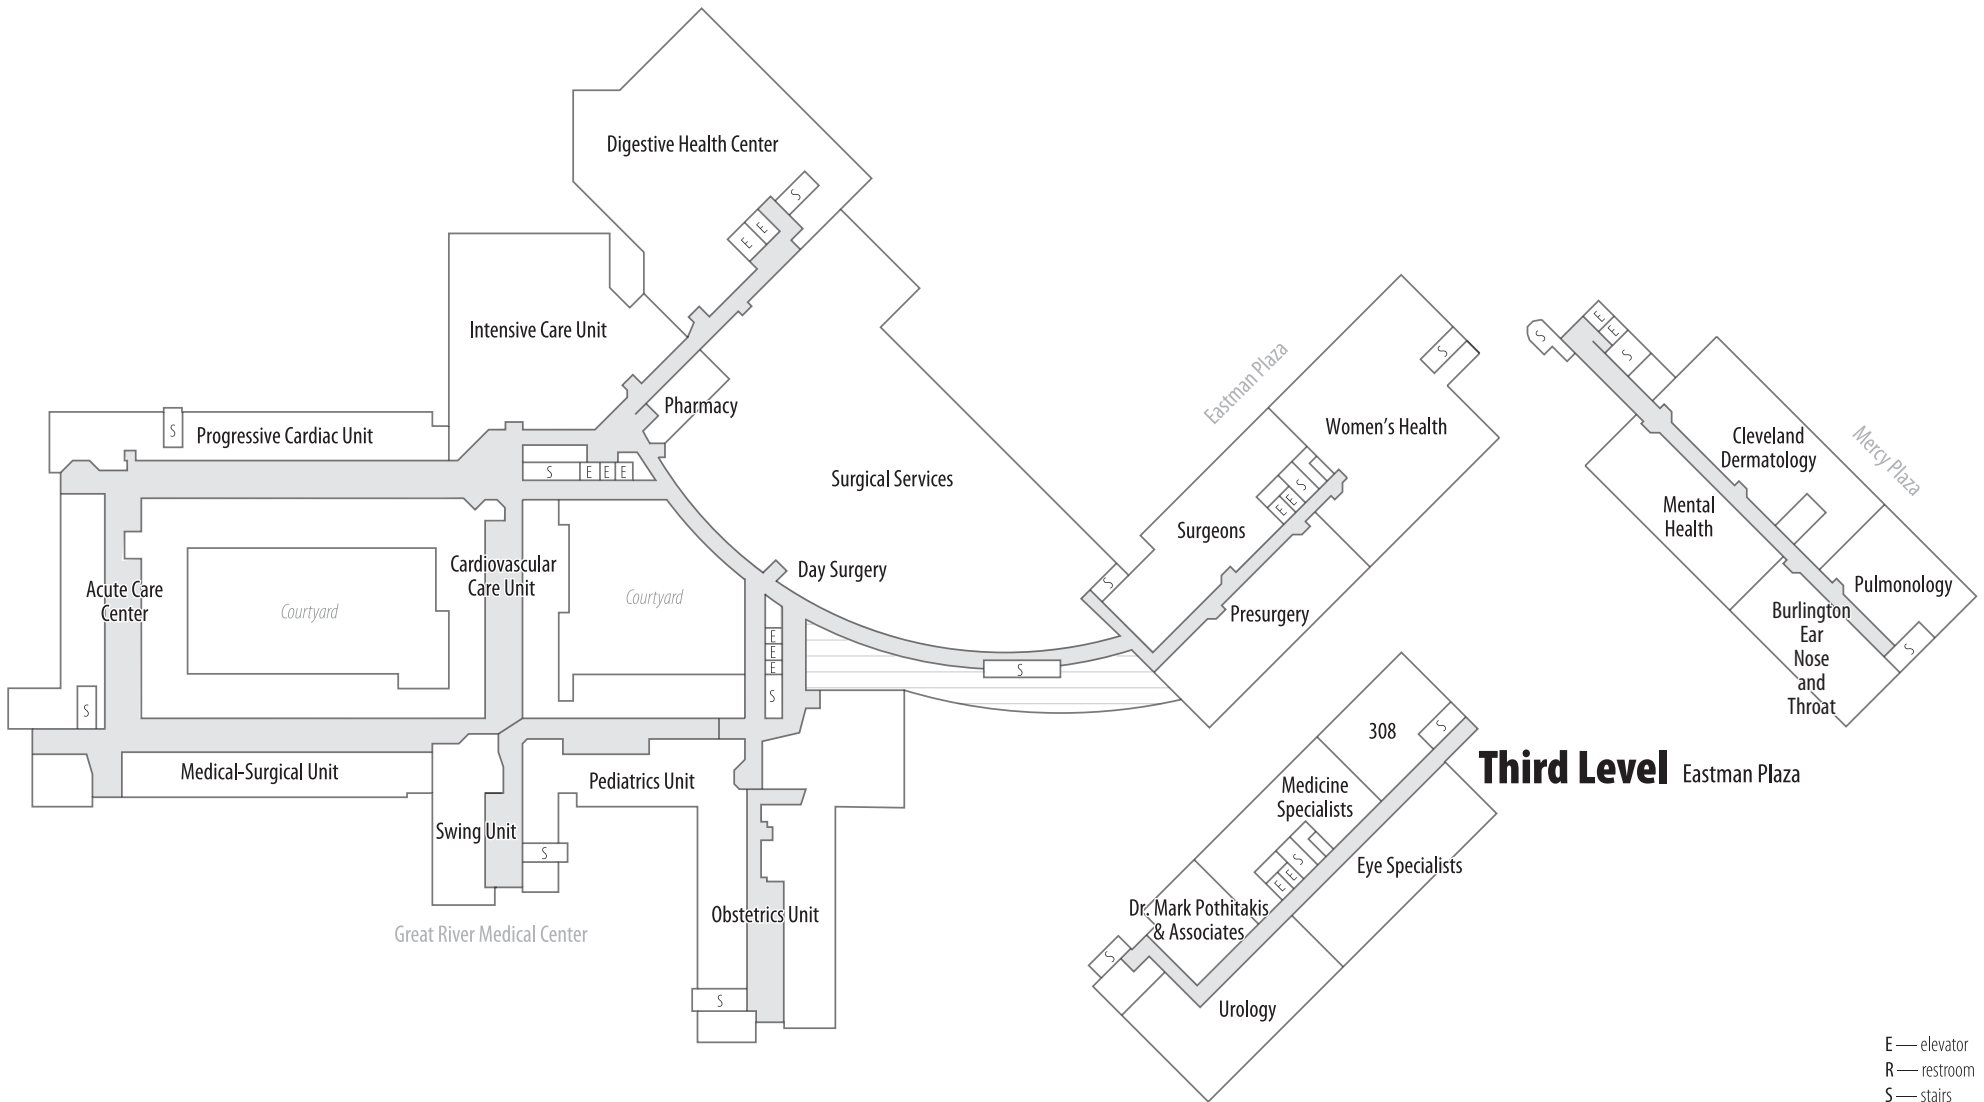 Digestive Health Center
S
E
E
Intensive Care Unit
Pharmacy
S
Progressive Cardiac Unit
S
E
E
E
Surgical Services
Acute Care
Center
Courtyard
Cardiovascular
Care Unit
Courtyard
Day Surgery
E
E
E
S
S
S
Medical-Surgical Unit
Pediatrics Unit
Swing Unit
S
Obstetrics Unit
S
Great River Medical Center
Eastman Plaza
S
Women's Health
S
E
E
Surgeons
S
Presurgery
S
E
E
S
Cleveland
Dermatology
Mercy Plaza
Mental
Health
Pulmonology
Burlington
Ear
Nose
and
Throat
S
308
S
Third Level Eastman Plaza
Medicine
Specialists
S
E
E
Eye Specialists
Dr. Mark Pothitakis
& Associates
S
Urology
E — elevator
R — restroom
S — stairs